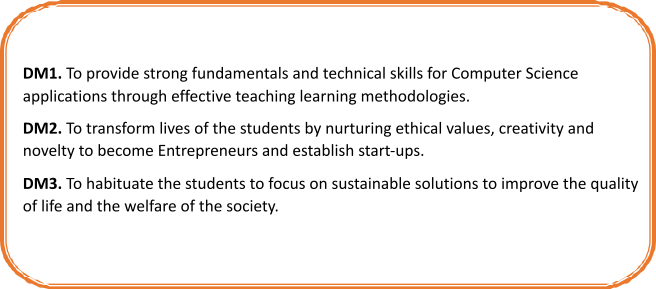 DM1. To provide strong fundamentals and technical skills for Computer Science
applications through effective teaching learning methodologies.
DM2. To transform lives of the students by nurturing ethical values, creativity and
novelty to become Entrepreneurs and establish start-ups.
DM3. To habituate the students to focus on sustainable solutions to improve the quality
of life and the welfare of the society.